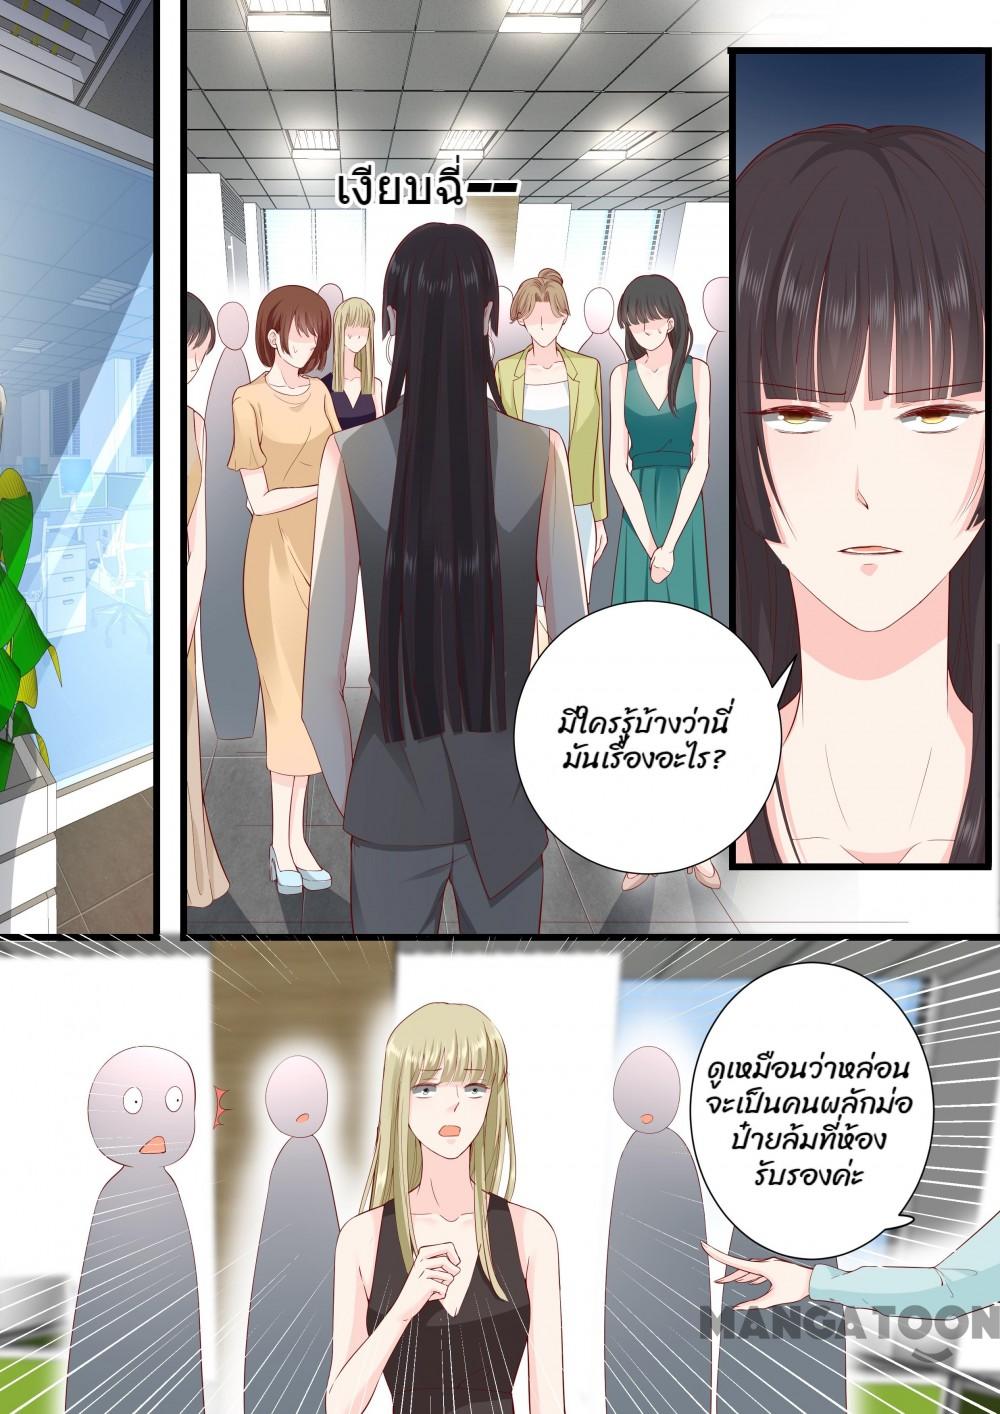 เงียบฉี่--
มีใครรู้บ้างว่านี่
มันเรื่องอะไร?
ดูเหมือนว่าหล่อน
จะเป็นคนผลักม่อ
ป๋ายล้มที่ห้อง
รับรองค่ะ
MANGATOON